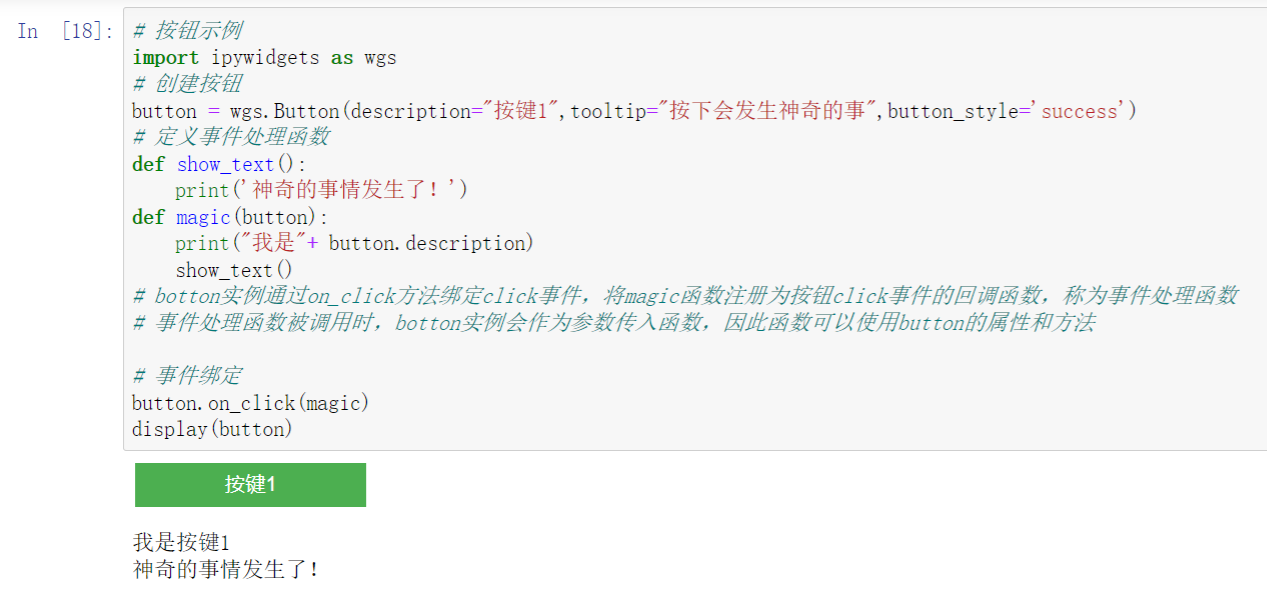 In [18]: # 按钮示例
import ipywidgets as wgs
# 创建按钮
button = wgs.Button(description="按键1",tooltip="按下会发生神奇的事",button_style='success')
# 定义事件处理函数
def show_text():
    print('神奇的事情发生了！')
def magic(button):
    print("我是"+ button.description)
    show_text()
# botton实例通过on_click方法绑定click事件，将magic函数注册为按钮click事件的回调函数，称为事件处理函数
# 事件处理函数被调用时，botton实例会作为参数传入函数，因此函数可以使用button的属性和方法
# 事件绑定
button.on_click(magic)
display(button)
按键1
我是按键1
神奇的事情发生了！